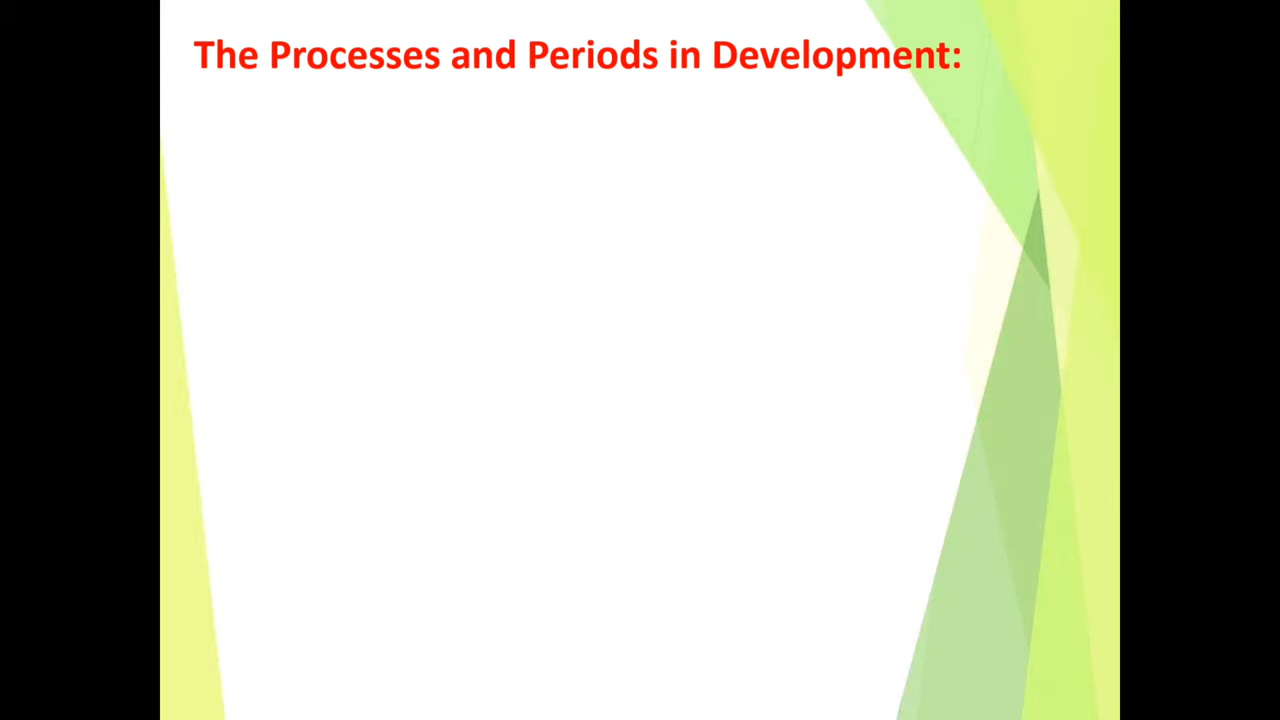 The Processes and Periods in Development: